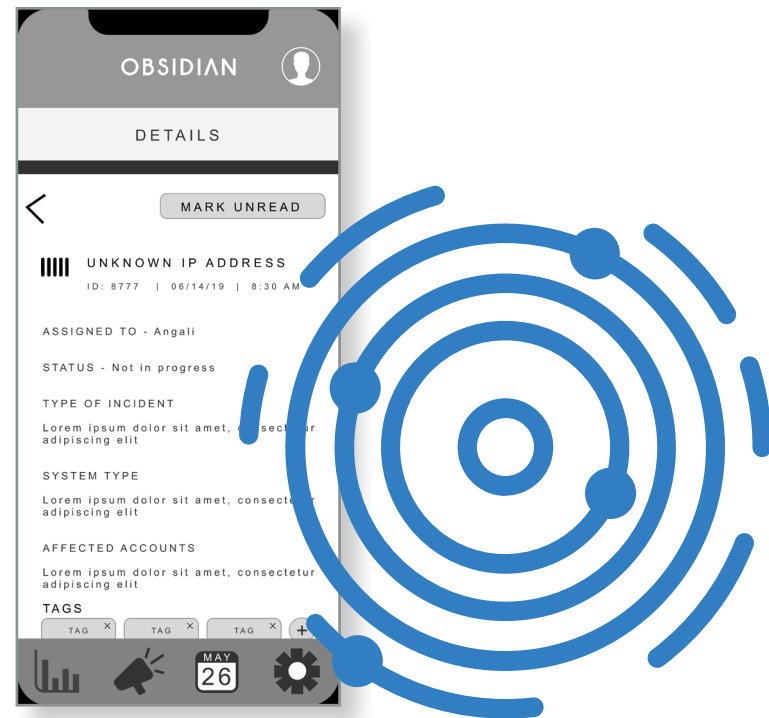 OBSIDIAN
DETAILS
MARK UNREAD
UNKNOWN IP ADDRESS
ID: 8777 | 06/14/19 | 8:30 AM
ASSIGNED TO - Angali
STATUS - Not in progress
TYPE OF INCIDENT
Lorem ipsum dolor sit amet,
adipiscing elit
SYSTEM TYPE
Lorem ipsum dolor sit amet,
adipiscing elit
AFFECTED ACCOUNTS
Lorem ipsum dolor sit amet, consectetur
adipiscing elit
TAGS
TAG × TAG × TAG × +
MAY
26